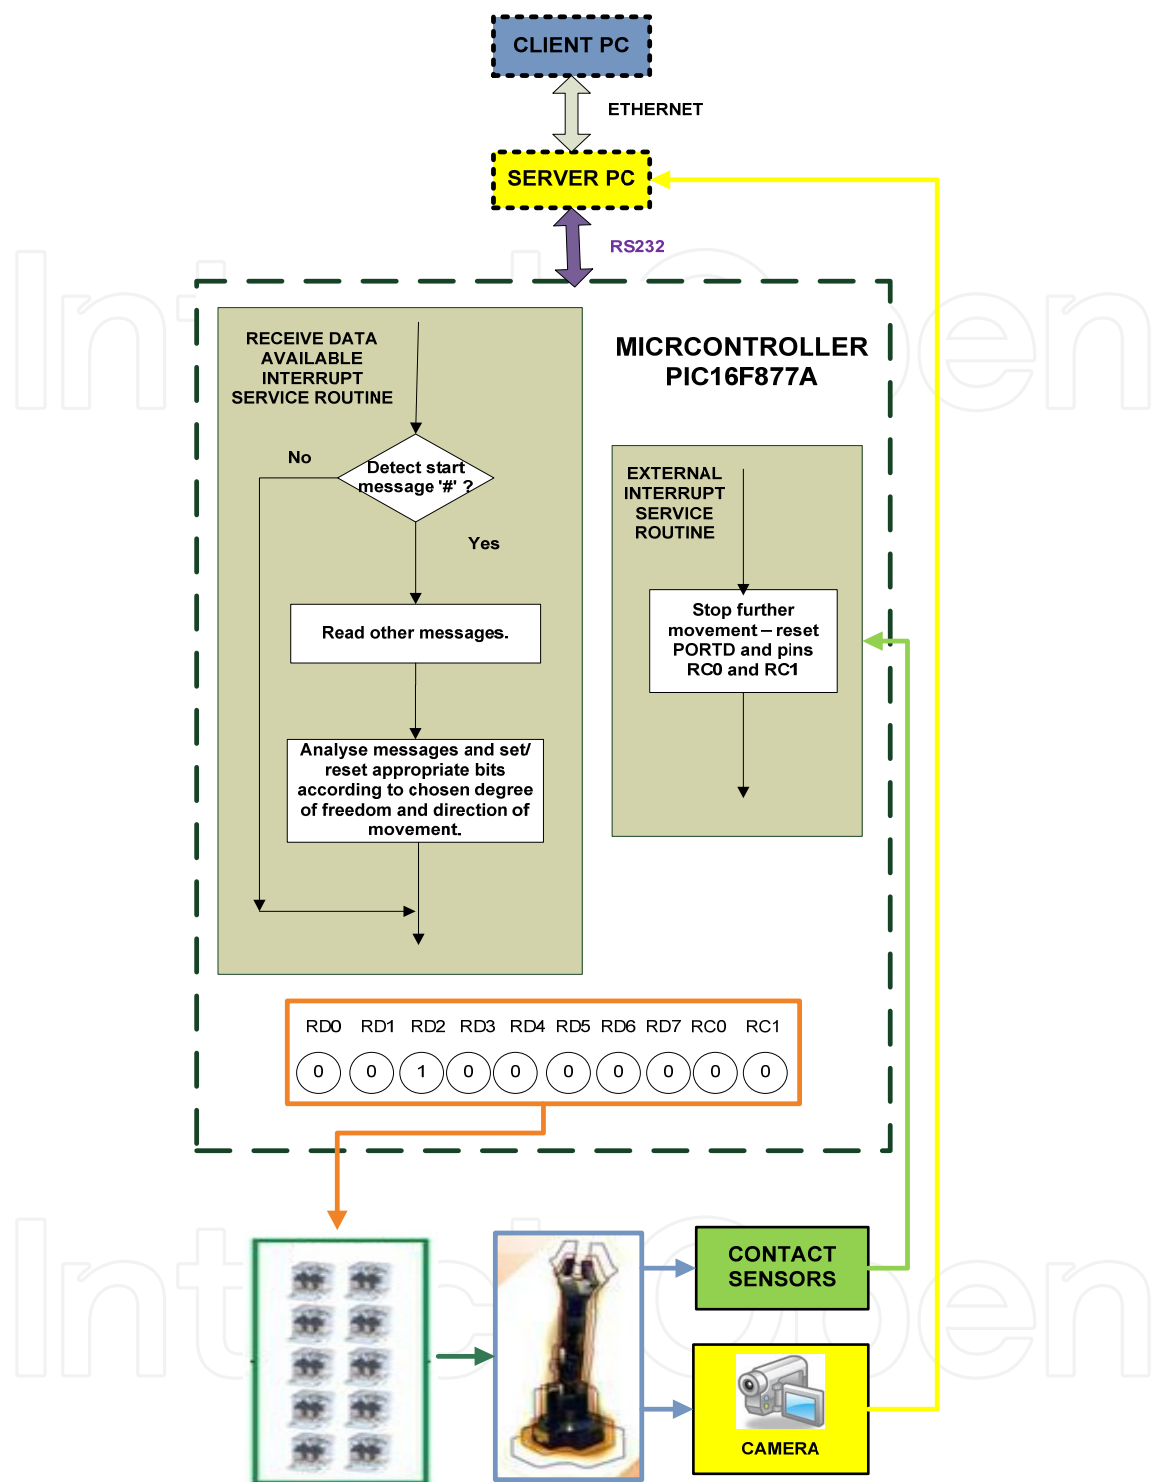 CLIENT PC
ETHERNET
SERVER PC
RS232
RECEIVE DATA
AVAILABLE
INTERRUPT
SERVICE ROUTINE
MICRCONTROLLER
PIC16F877A
No
Detect start
message '#' ?
Yes
Read other messages.
Analyse messages and set/
reset appropriate bits
according to chosen degree
of freedom and direction of
movement.
EXTERNAL
INTERRUPT
SERVICE
ROUTINE
Stop further
movement – reset
PORTD and pins
RC0 and RC1
RD0 RD1 RD2 RD3 RD4 RD5 RD6 RD7 RC0 RC1
0 0 1 0 0 0 0 0 0 0
CONTACT
SENSORS
CAMERA
IntechOpen
IntechOpen